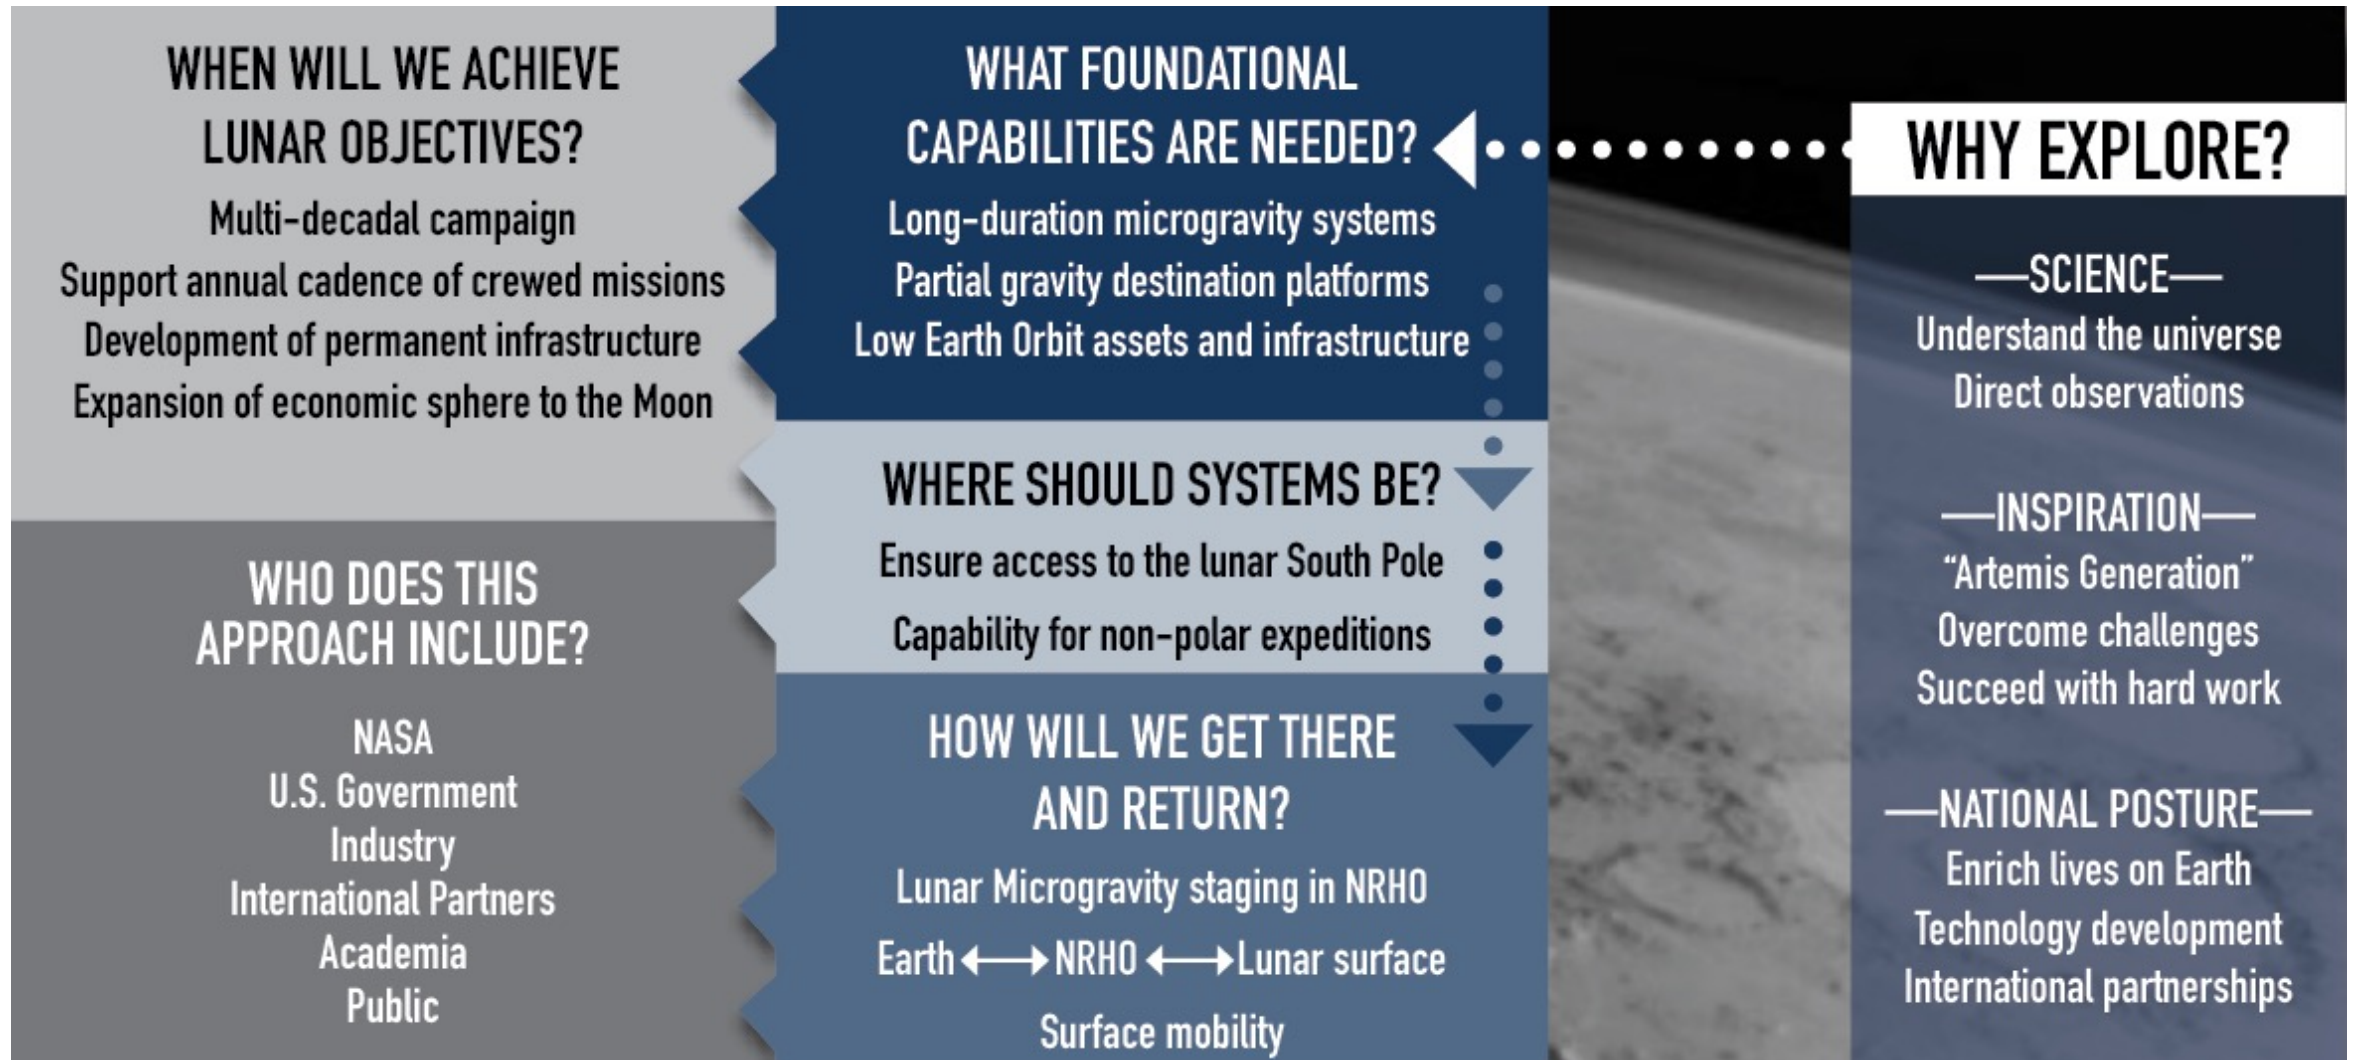 WHEN WILL WE ACHIEVE
LUNAR OBJECTIVES?
Multi-decadal campaign
Support annual cadence of crewed missions
Development of permanent infrastructure
Expansion of economic sphere to the Moon
WHO DOES THIS
APPROACH INCLUDE?
NASA
U.S. Government
Industry
International Partners
Academia
Public
WHAT FOUNDATIONAL
CAPABILITIES ARE NEEDED?
Long-duration microgravity systems
Partial gravity destination platforms
Low Earth Orbit assets and infrastructure
WHERE SHOULD SYSTEMS BE?
Ensure access to the lunar South Pole
Capability for non-polar expeditions
HOW WILL WE GET THERE
AND RETURN?
Lunar Microgravity staging in NRHO
Earth ↔ NRHO ↔ Lunar surface
Surface mobility
WHY EXPLORE?
—SCIENCE—
Understand the universe
Direct observations
—INSPIRATION—
“Artemis Generation”
Overcome challenges
Succeed with hard work
—NATIONAL POSTURE—
Enrich lives on Earth
Technology development
International partnerships